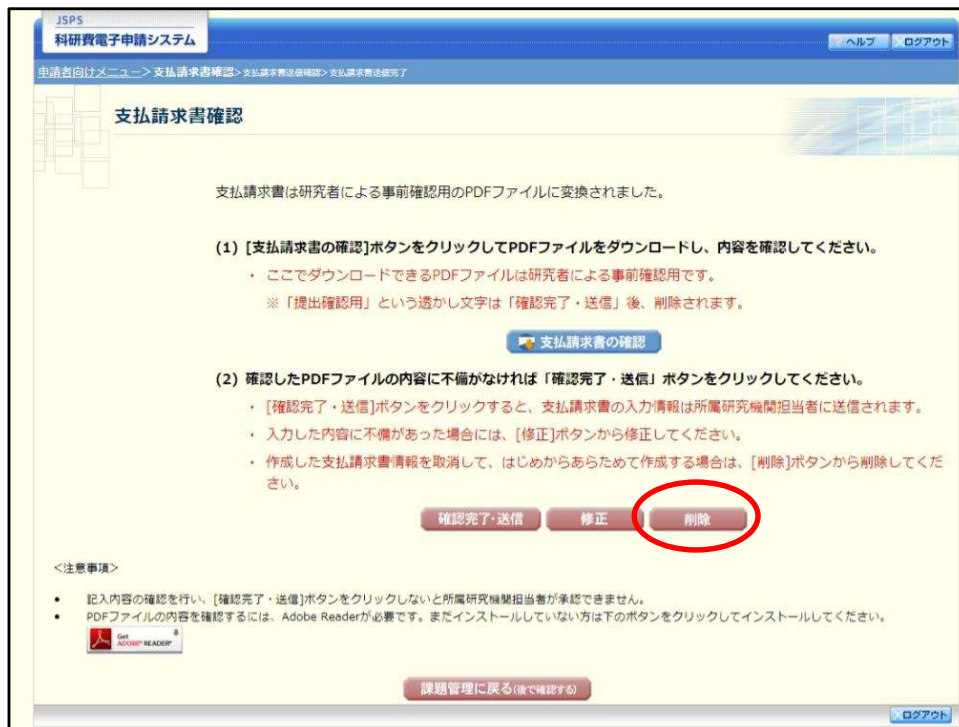 JSPS
科研費電子申請システム
ヘルプ
ログアウト
申請者向けメニュー>支払請求書確認>支払請求書送信確認>支払請求書送信完了
支払請求書確認
支払請求書は研究者による事前確認用のPDFファイルに変換されました。
(1) [支払請求書の確認]ボタンをクリックしてPDFファイルをダウンロードし、内容を確認してください。
・ ここでダウンロードできるPDFファイルは研究者による事前確認用です。
※「提出確認用」という透かし文字は「確認完了・送信」後、削除されます。
支払請求書の確認
(2) 確認したPDFファイルの内容に不備がなければ「確認完了・送信」ボタンをクリックしてください。
・ [確認完了・送信]ボタンをクリックすると、支払請求書の入力情報は所属研究機関担当者に送信されます。
・ 入力した内容に不備があった場合には、[修正]ボタンから修正してください。
・ 作成した支払請求書情報を取消して、はじめからあらためて作成する場合は、[削除]ボタンから削除してくだ
さい。
確認完了・送信
修正
削除
<注意事項>
• 記入内容の確認を行い、[確認完了・送信]ボタンをクリックしないと所属研究機関担当者が承認できません。
• PDFファイルの内容を確認するには、Adobe Readerが必要です。まだインストールしていない方は下のボタンをクリックしてインストールしてください。
Get
ADOBE® READER®
課題管理に戻る(後で確認する)
ログアウト